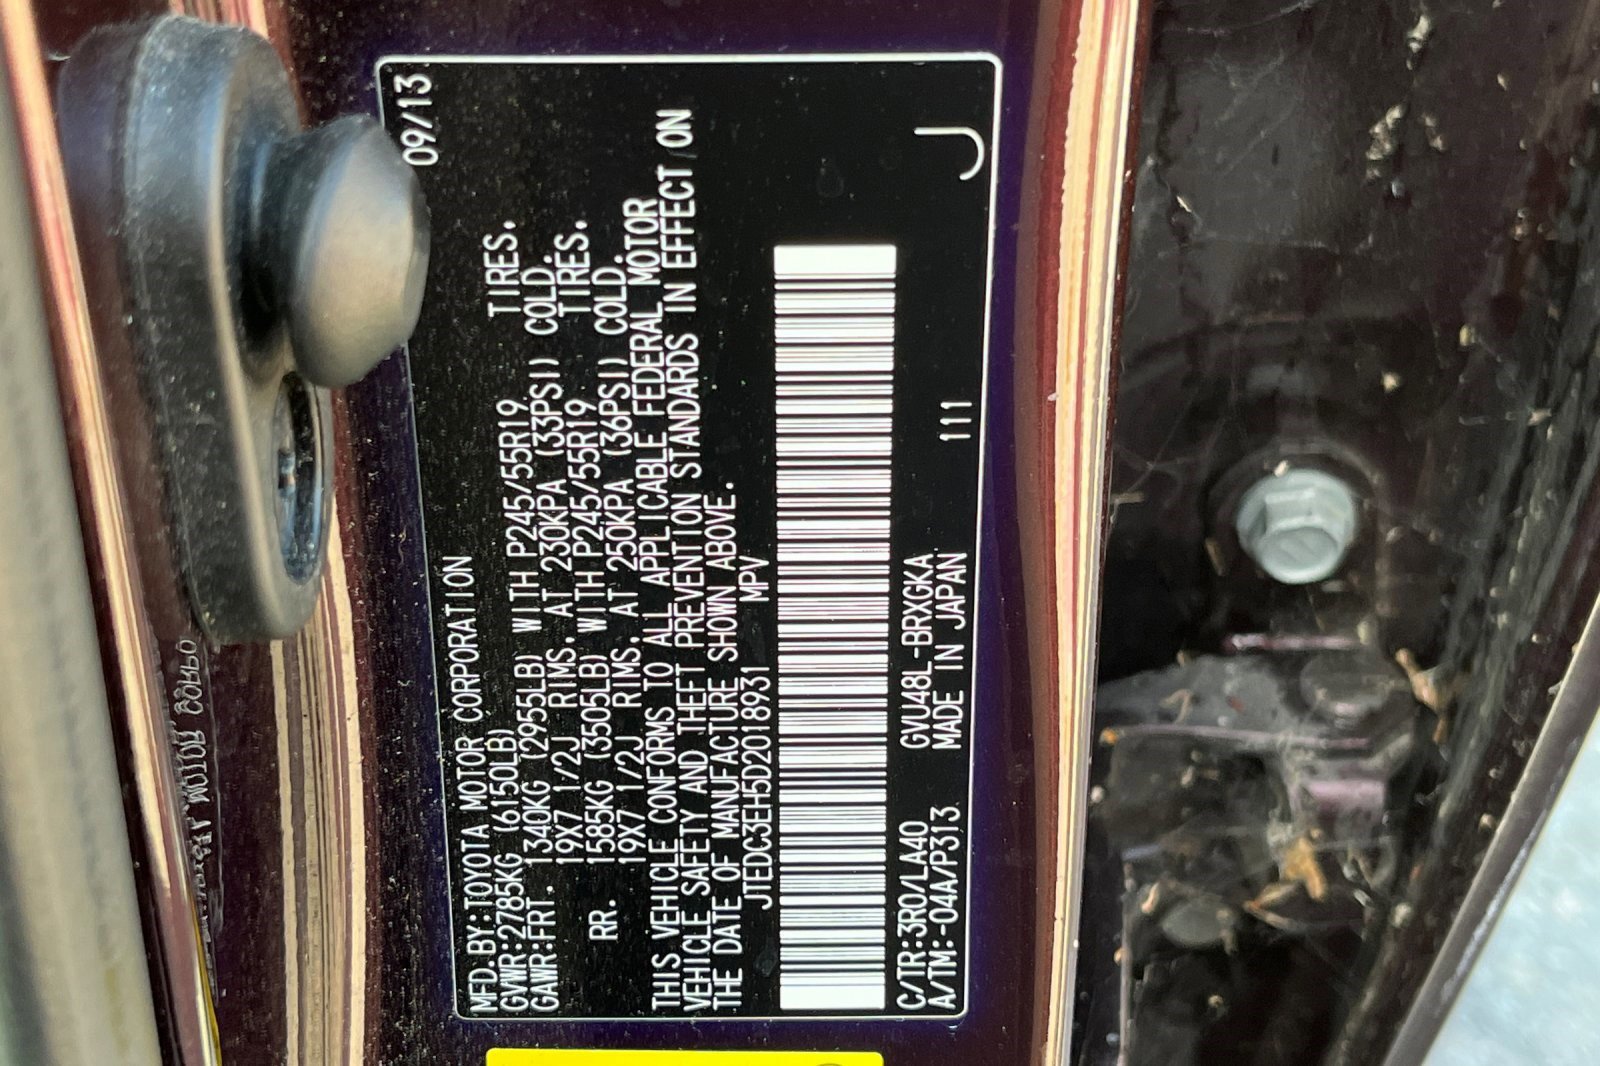 MFD.BY:TOYOTA MOTOR CORPORATION 09/13
GVWR:2785KG (6150LB)
GAWR:FRT. 1340KG (2955LB) WITH P245/55R19 TIRES.
19X7 1/2J RIMS. AT 230KPA (33PSI) COLD.
RR. 1585KG (3505LB) WITH P245/55R19 TIRES.
19X7 1/2J RIMS. AT 250KPA (36PSI) COLD.
THIS VEHICLE CONFORMS TO ALL APPLICABLE FEDERAL MOTOR
VEHICLE SAFETY AND THEFT PREVENTION STANDARDS IN EFFECT ON
THE DATE OF MANUFACTURE SHOWN ABOVE.
JTEDC3EH5D2018931 MPV
C/TR:3R0/LA40 GVU48L-BRXGKA
A/TM:-04A/P313 MADE IN JAPAN 111
J